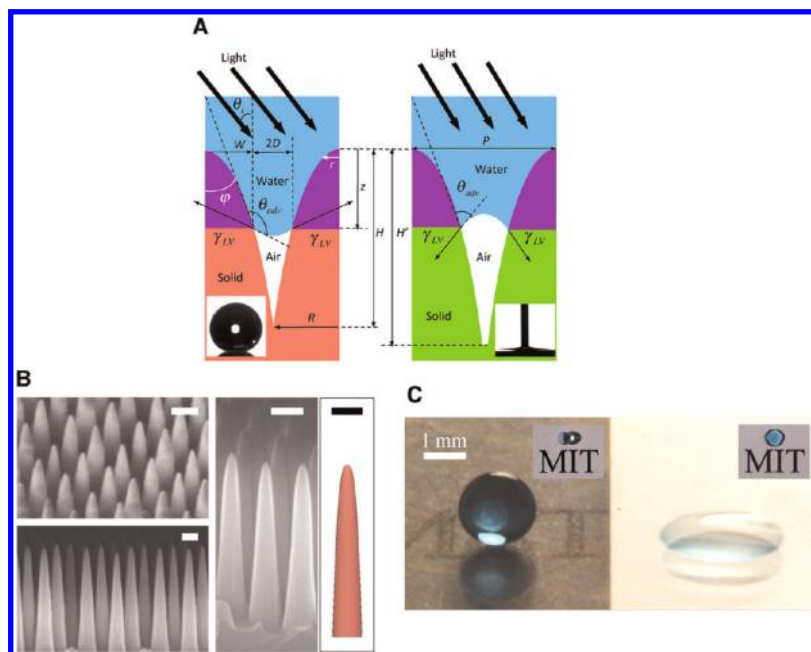 A
Light
Light
θi
W
2D
P
r
Water
Water
z
φ
θadv
θadv
H
H'
γLV
γLV
γLV
γLV
Air
Air
Solid
Solid
R
B
C
1 mm
MIT
MIT